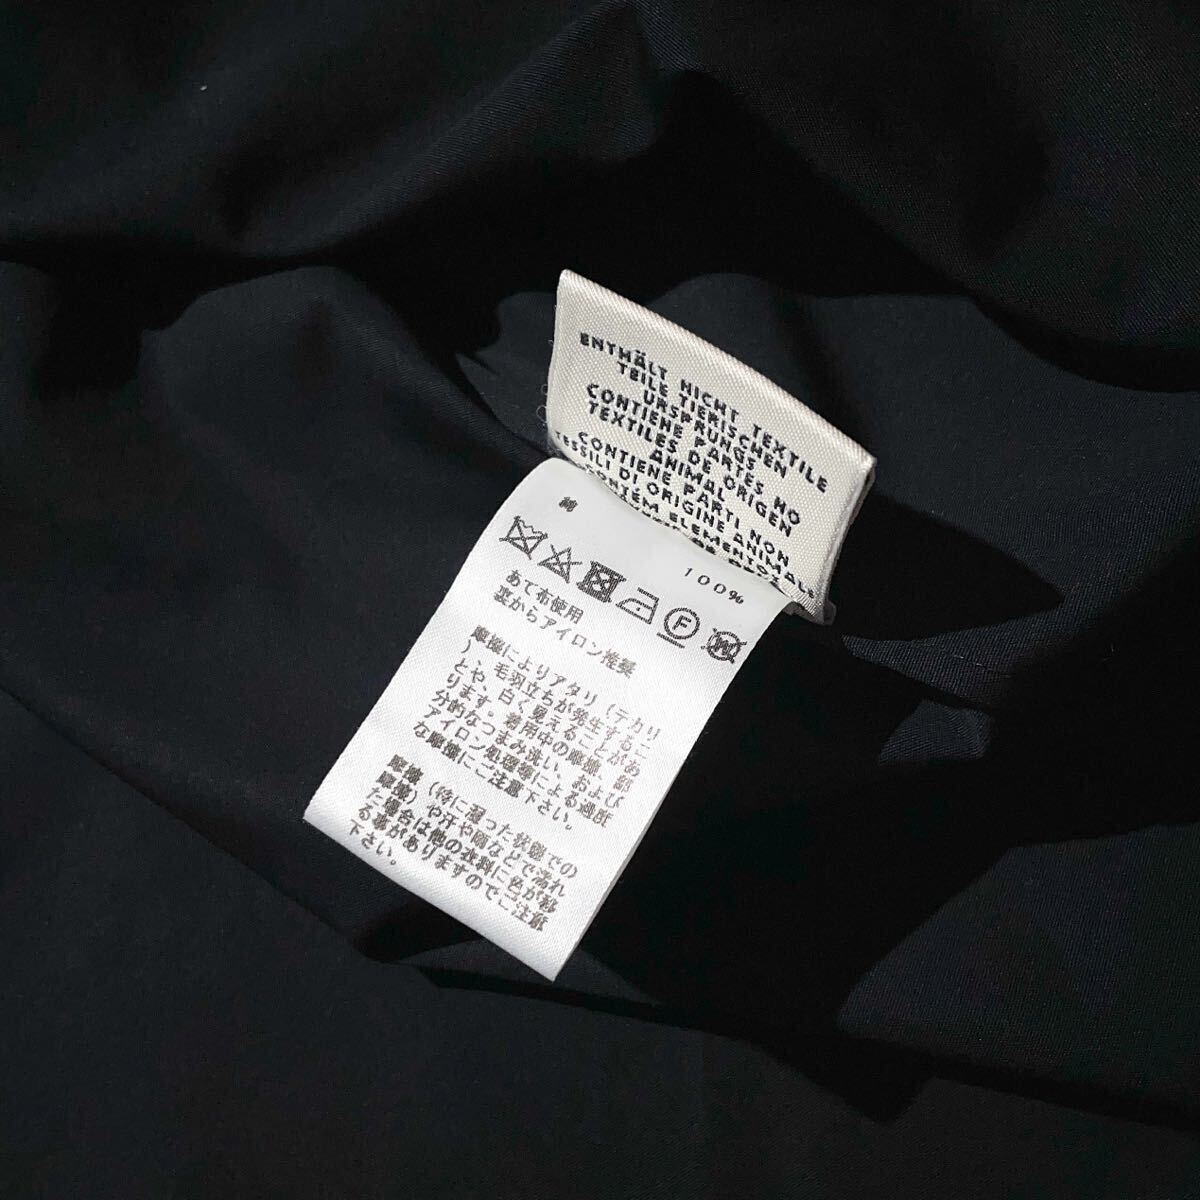 ENTHÄLT NICHT TEXTILE
TEILE TIERISCHEN
URSPRUNGS
CONTIENE PARTES NO
TEXTILES DE ORIGEN
ANIMAL
CONTIENE PARTI NON
TESSILI DI ORIGINE ANIMALE
CONTÉM ELEMENTOS
綿 100%
F
W
あて布使用
裏からアイロン推奨
摩擦によりアタリ(テカリ
)や、毛羽立ちが発生するこ
とや、白く見えることがあ
ります。着用中の摩擦、部
分的なつまみ洗い、および
アイロン処理等による過度
な摩擦にご注意下さい。
摩擦(特に湿った状態での
摩擦)や汗や雨などで濡れ
た場合は他の衣料に色が移
る事がありますのでご注意
下さい。